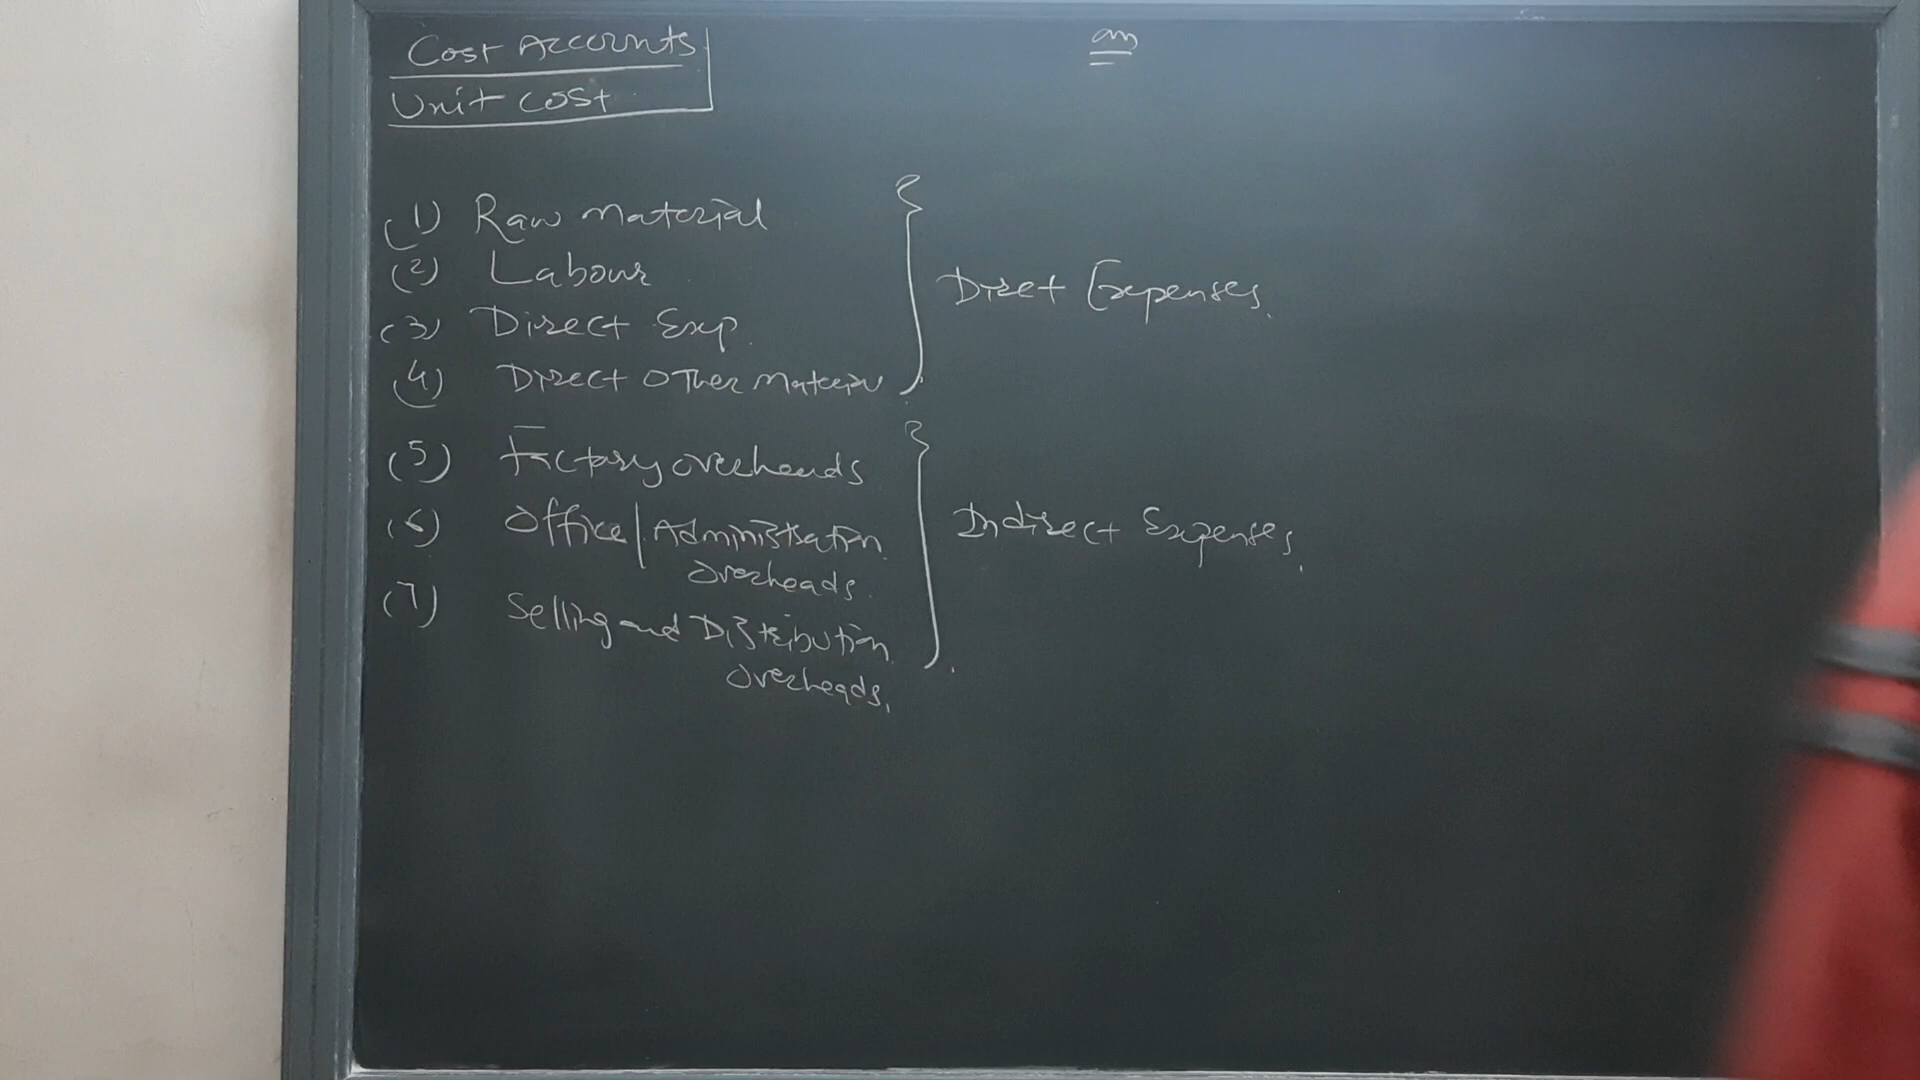 Cost Accounts
Unit Cost
(1) Raw Material
(2) Labour
(3) Direct Exp.
(4) Direct Other Material
Direct Expenses.
(5) Factory overheads
(6) Office/Administration
overheads.
(7) Selling and Distribution
overheads.
Indirect Expenses.